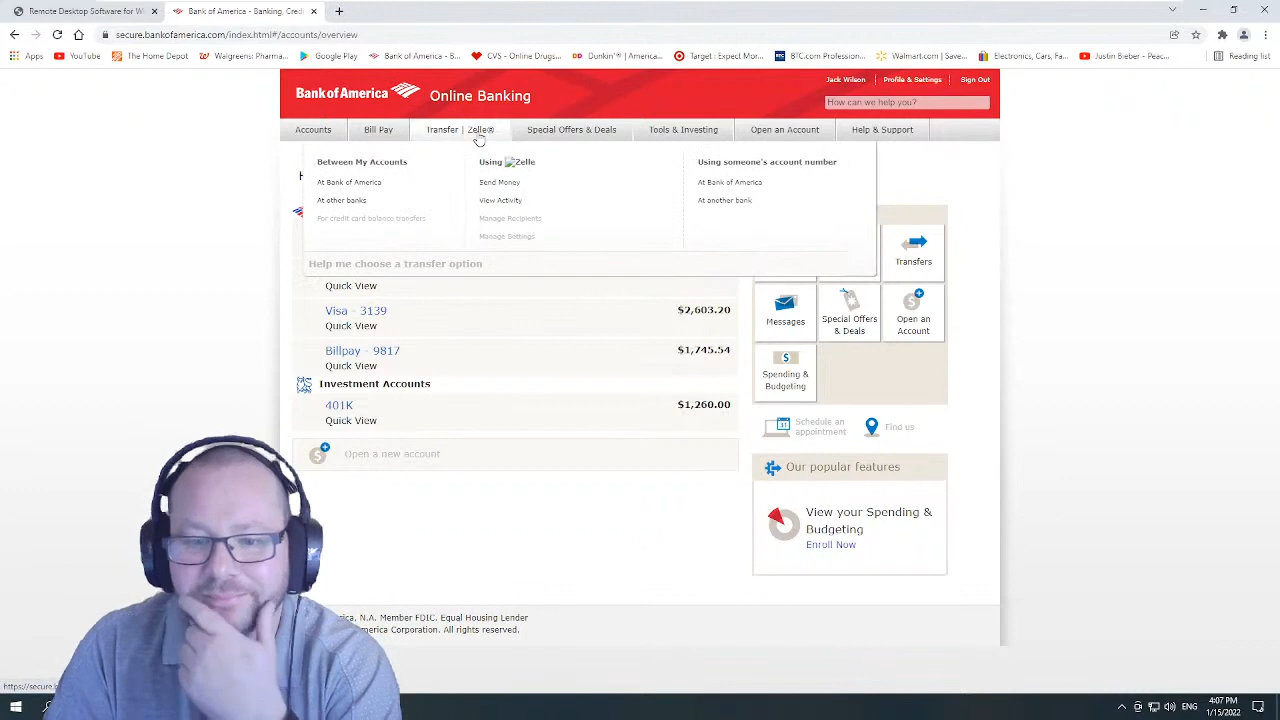 Remote Desktop Software for Wi
Bank of America - Banking, Cred
secure.bankofamerica.com/index.html#/accounts/overview
Apps
YouTube
The Home Depot
Walgreens: Pharma...
Google Play
Bank of America - B...
CVS - Online Drugs...
Dunkin'® | America...
Target : Expect Mor...
BTC.com Profession...
Walmart.com | Save...
Electronics, Cars, Fa...
Justin Bieber - Peac...
Reading list
Jack Wilson
Profile & Settings
Sign Out
Bank of America
Online Banking
How can we help you?
Accounts
Bill Pay
Transfer | Zelle®
Special Offers & Deals
Tools & Investing
Open an Account
Help & Support
Between My Accounts
At Bank of America
At other banks
For credit card balance transfers
Using Zelle
Send Money
View Activity
Manage Recipients
Manage Settings
Using someone's account number
At Bank of America
At another bank
Help me choose a transfer option
Quick View
Visa - 3139
$2,603.20
Quick View
Billpay - 9817
$1,745.54
Quick View
Investment Accounts
401K
$1,260.00
Quick View
Open a new account
Transfers
Messages
Special Offers
& Deals
Open an
Account
Spending &
Budgeting
Schedule an
appointment
Find us
Our popular features
View your Spending &
Budgeting
Enroll Now
erica, N.A. Member FDIC. Equal Housing Lender
merica Corporation. All rights reserved.
https://secure.b
ENG
4:07 PM
1/15/2022